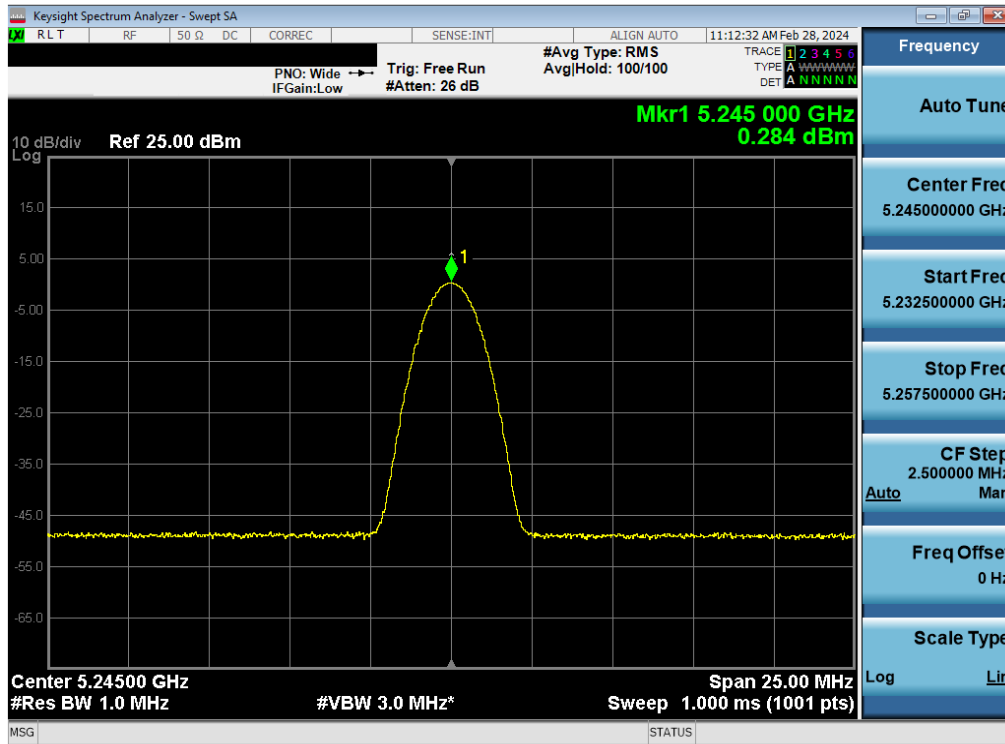 Keysight Spectrum Analyzer - Swept SA
LXI RLT RF 50 Ω DC CORREC SENSE:INT ALIGN AUTO 11:12:32 AM Feb 28, 2024
PNO: Wide
IFGain:Low
Trig: Free Run
#Atten: 26 dB
#Avg Type: RMS
Avg|Hold: 100/100
TRACE 1 2 3 4 5 6
TYPE A WWWWW
DET A N N N N N
Mkr1 5.245 000 GHz
0.284 dBm
10 dB/div
Log
Ref 25.00 dBm
15.0
5.00
-5.00
-15.0
-25.0
-35.0
-45.0
-55.0
-65.0
1
Center 5.24500 GHz
#Res BW 1.0 MHz
#VBW 3.0 MHz*
Span 25.00 MHz
Sweep 1.000 ms (1001 pts)
MSG
STATUS
Frequency
Auto Tune
Center Freq
5.245000000 GHz
Start Freq
5.232500000 GHz
Stop Freq
5.257500000 GHz
CF Step
2.500000 MHz
Auto Man
Freq Offset
0 Hz
Scale Type
Log Lin